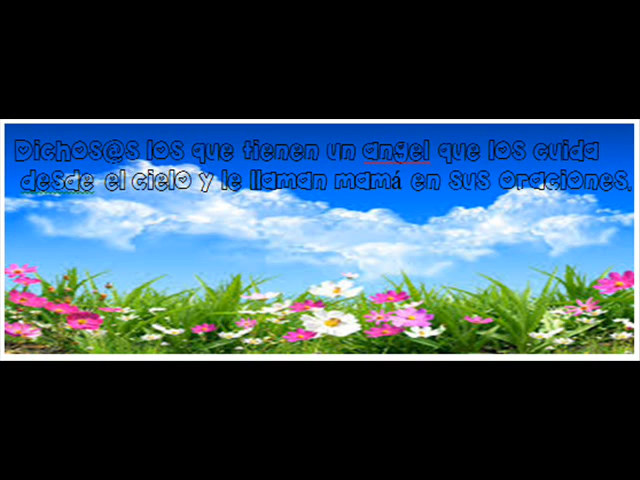 Dichos@s los que tienen un angel que los cuida
desde el cielo y le llaman mamá en sus oraciones,